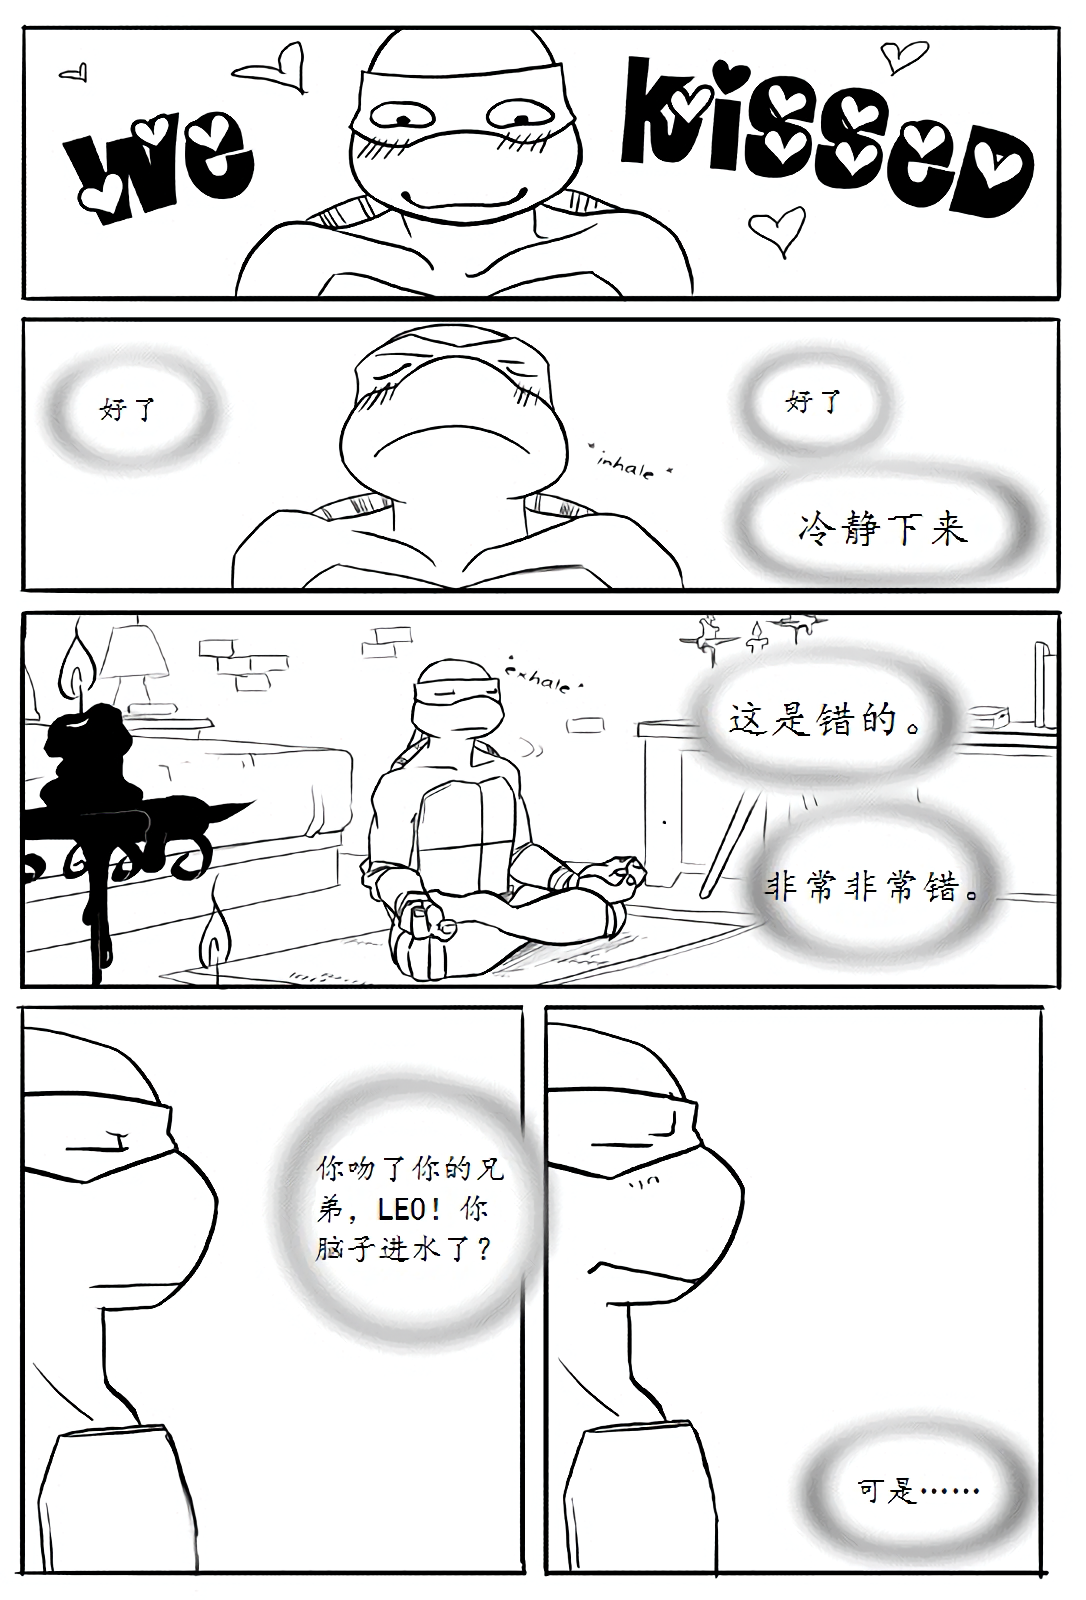 We kissed
好了
好了
*inhale*
冷静下来
*exhale*
这是错的。
非常非常错。
你吻了你的兄
弟，LEO！你
脑子进水了？
可是……